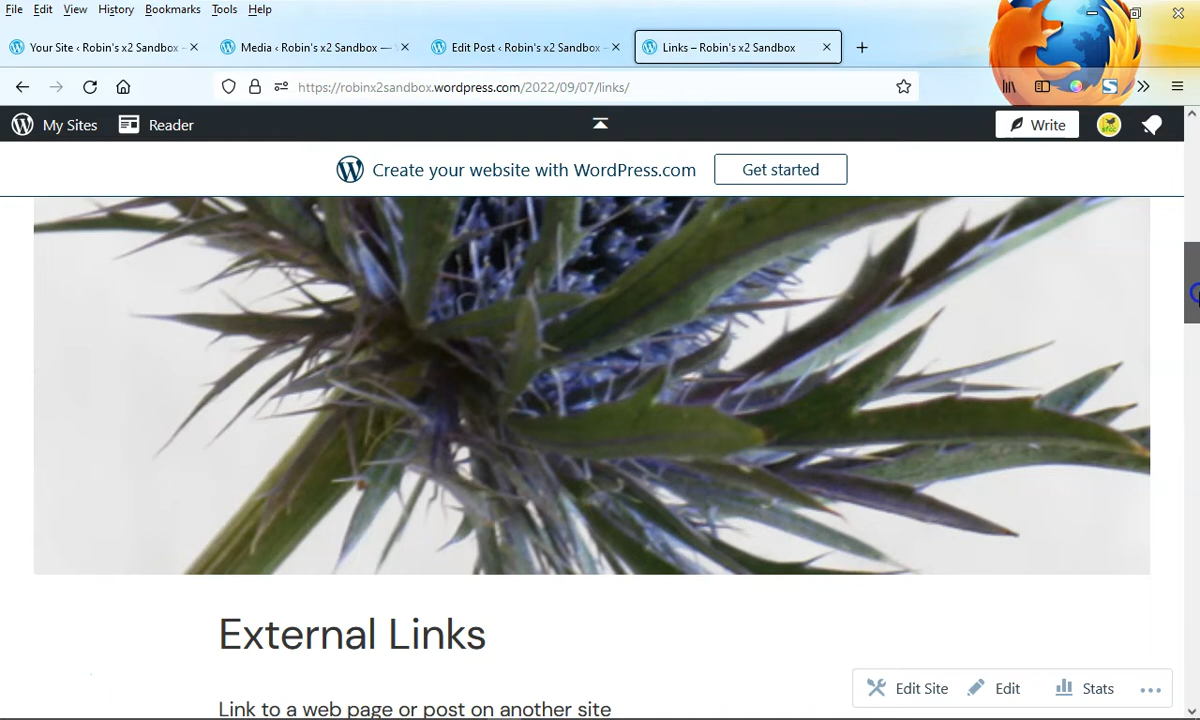 File Edit View History Bookmarks Tools Help
Your Site ‹ Robin's x2 Sandbox –
Media ‹ Robin's x2 Sandbox —
Edit Post ‹ Robin's x2 Sandbox –
Links – Robin's x2 Sandbox
https://robinx2sandbox.wordpress.com/2022/09/07/links/
My Sites Reader Write
Create your website with WordPress.com Get started
External Links
Edit Site Edit Stats
Link to a web page or post on another site